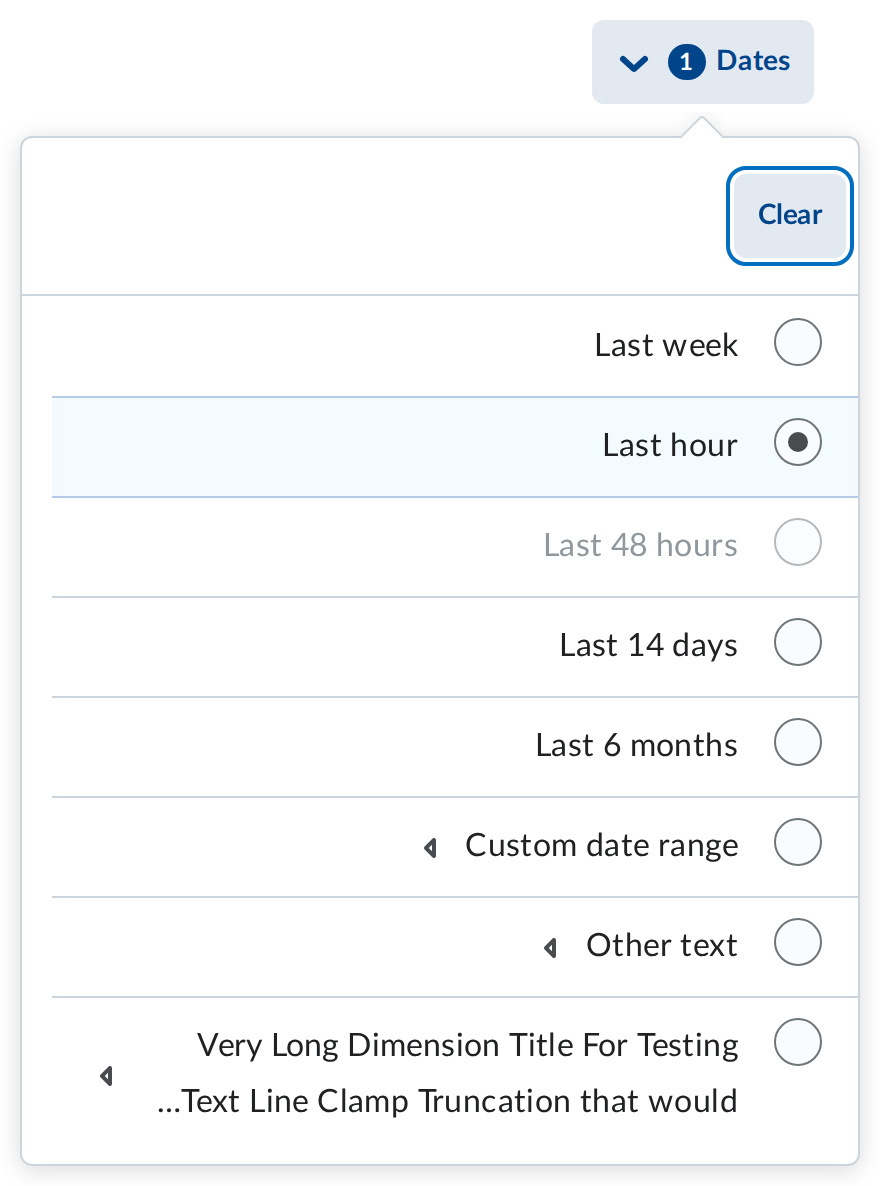 1 Dates
Clear
Last week
Last hour
Last 48 hours
Last 14 days
Last 6 months
Custom date range
Other text
Very Long Dimension Title For Testing
...Text Line Clamp Truncation that would